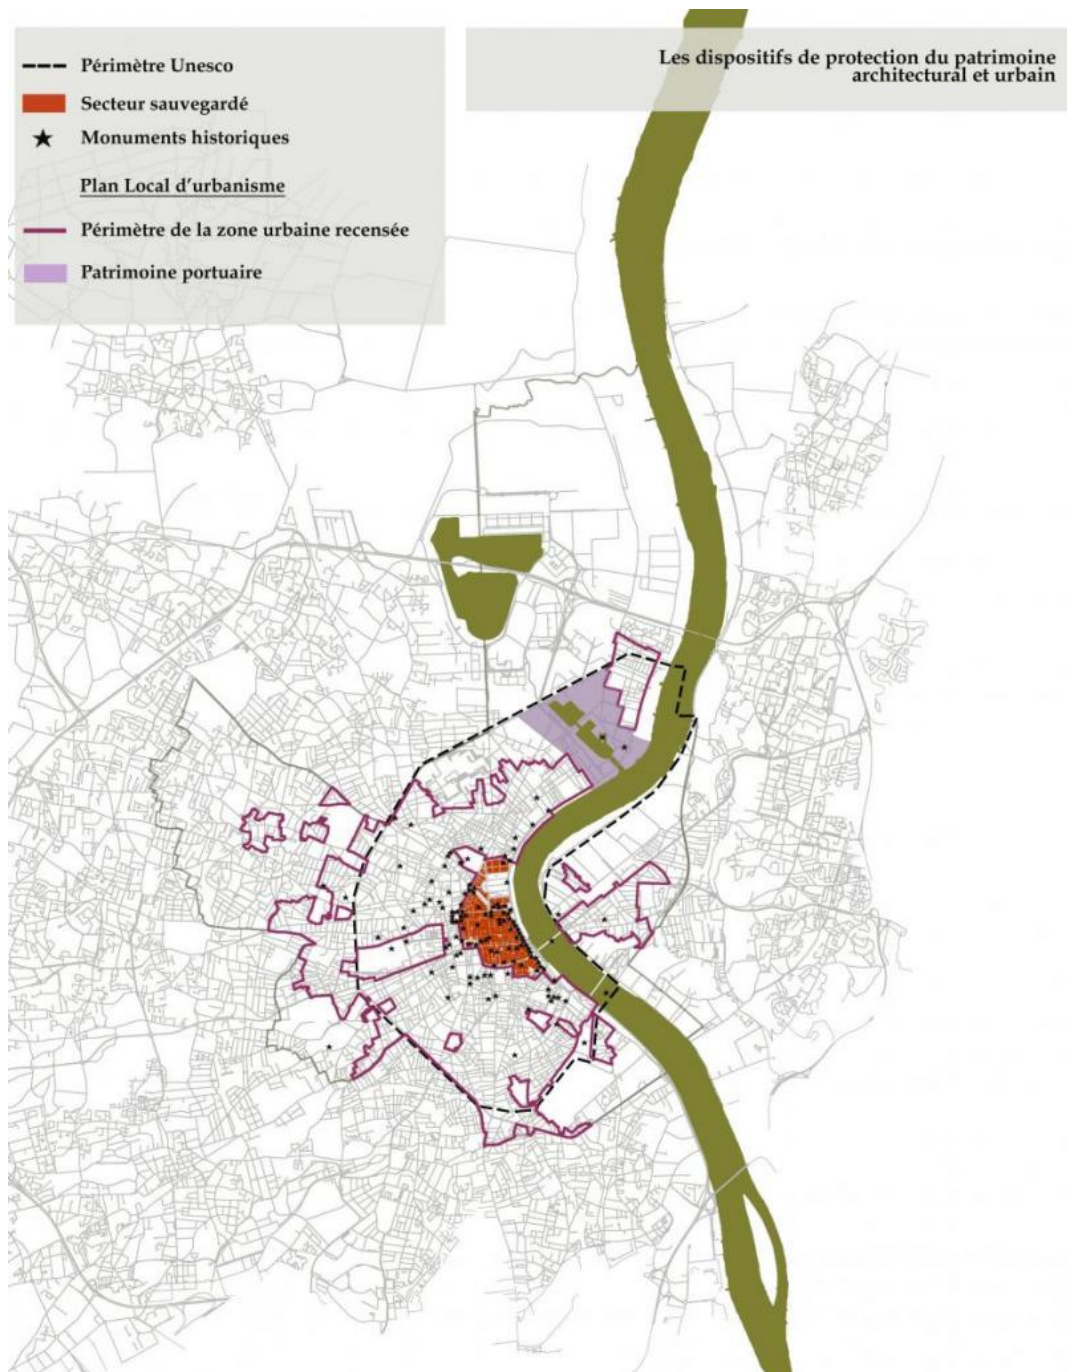 Périmètre Unesco
Secteur sauvegardé
Monuments historiques
Plan Local d'urbanisme
Périmètre de la zone urbaine recensée
Patrimoine portuaire
Les dispositifs de protection du patrimoine
architectural et urbain